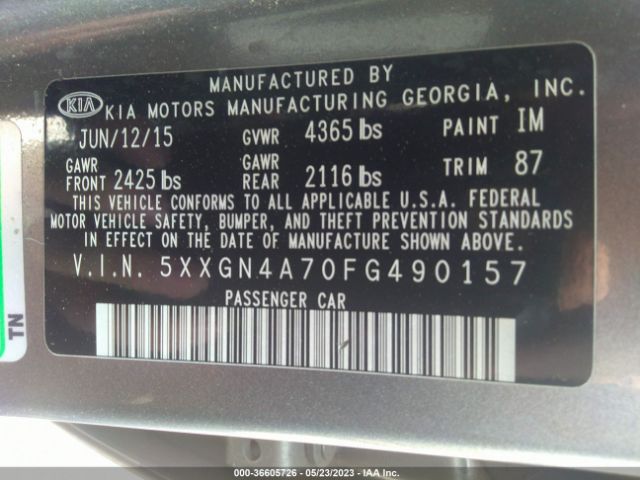 MANUFACTURED BY
KIA KIA MOTORS MANUFACTURING GEORGIA, INC.
JUN/12/15 GVWR 4365 lbs PAINT IM
GAWR FRONT 2425 lbs GAWR REAR 2116 lbs TRIM 87
THIS VEHICLE CONFORMS TO ALL APPLICABLE U.S.A. FEDERAL
MOTOR VEHICLE SAFETY, BUMPER, AND THEFT PREVENTION STANDARDS
IN EFFECT ON THE DATE OF MANUFACTURE SHOWN ABOVE.
V.I.N. 5XXGN4A70FG490157
PASSENGER CAR
TN
000-36605726 - 05/23/2023 - IAA Inc.